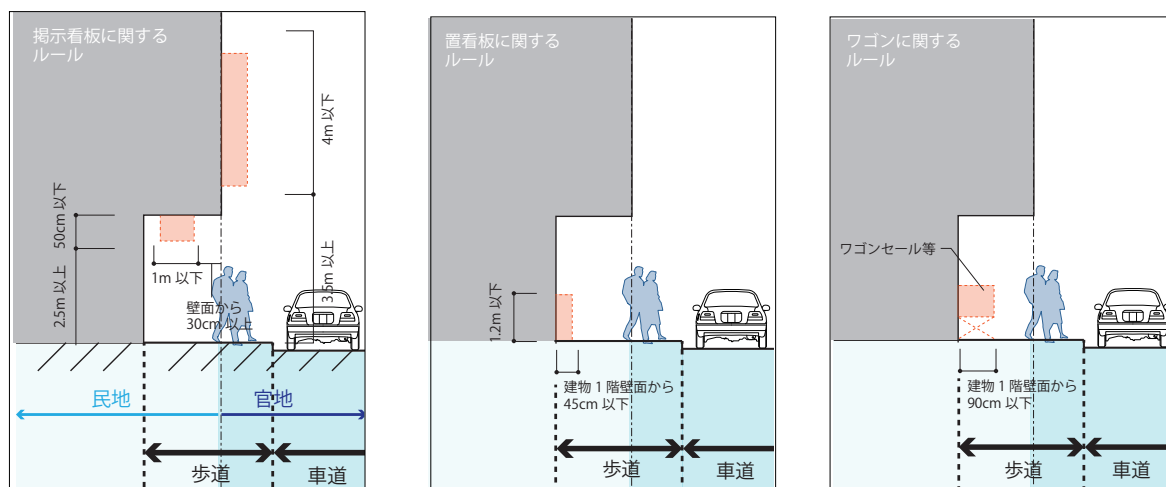 掲示看板に関する
ルール
4m 以下
50cm 以下
2.5m 以上
1m 以下
3.5m 以上
壁面から
30cm 以上
民地
官地
歩道
車道
置看板に関する
ルール
1.2m 以下
建物 1 階壁面から
45cm 以下
歩道
車道
ワゴンに関する
ルール
ワゴンセール等
建物 1 階壁面から
90cm 以下
歩道
車道